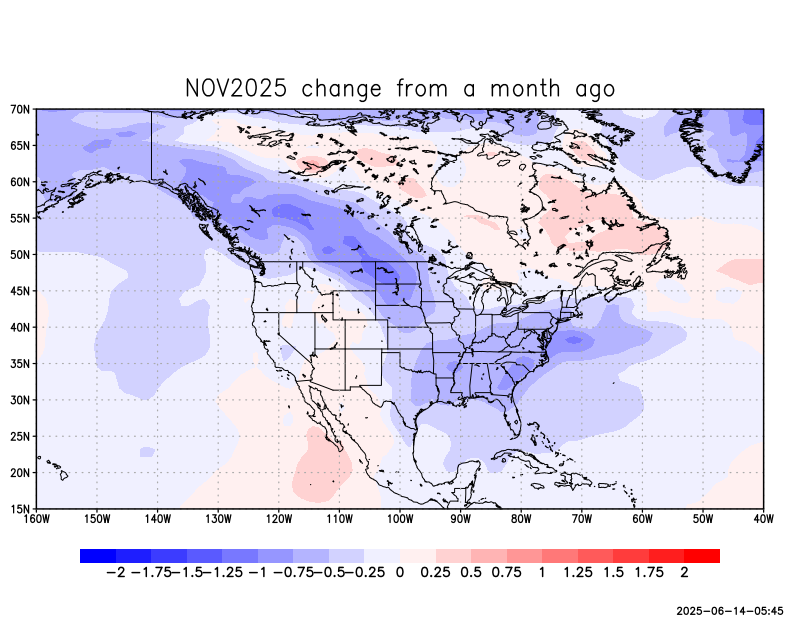 NOV2025 change from a month ago
70N
65N
60N
55N
50N
45N
40N
35N
30N
25N
20N
15N
160W 150W 140W 130W 120W 110W 100W 90W 80W 70W 60W 50W 40W
-2 -1.75 -1.5 -1.25 -1 -0.75 -0.5 -0.25 0 0.25 0.5 0.75 1 1.25 1.5 1.75 2
2025-06-14-05:45